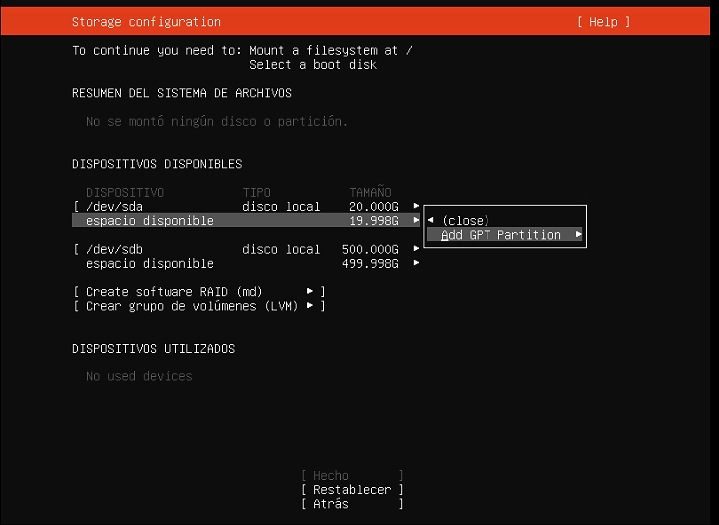 Storage configuration [ Help ]
To continue you need to: Mount a filesystem at /
Select a boot disk
RESUMEN DEL SISTEMA DE ARCHIVOS
No se montó ningún disco o partición.
DISPOSITIVOS DISPONIBLES
DISPOSITIVO TIPO TAMAÑO
[ /dev/sda disco local 20.000G ▸
espacio disponible 19.998G ▸
◂ (close)
Add GPT Partition ▸
[ /dev/sdb disco local 500.000G ▸
espacio disponible 499.998G ▸
[ Create software RAID (md) ▸ ]
[ Crear grupo de volúmenes (LVM) ▸ ]
DISPOSITIVOS UTILIZADOS
No used devices
[ Hecho ]
[ Restablecer ]
[ Atrás ]